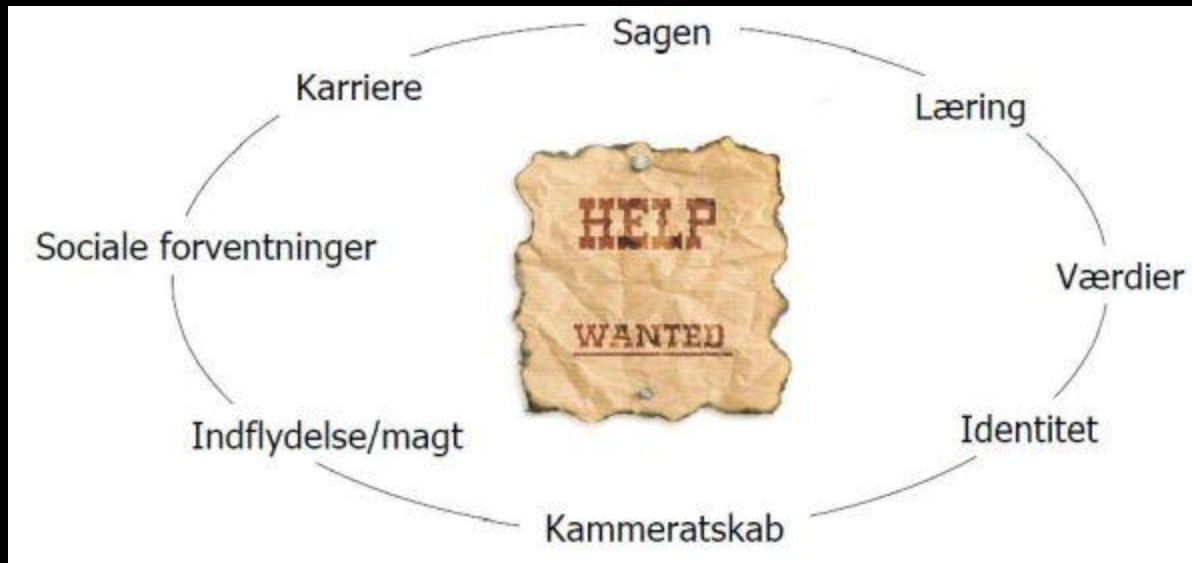 Sagen
Karriere
Læring
HELP
Sociale forventninger
Værdier
WANTED
Indflydelse/magt
Identitet
Kammeratskab